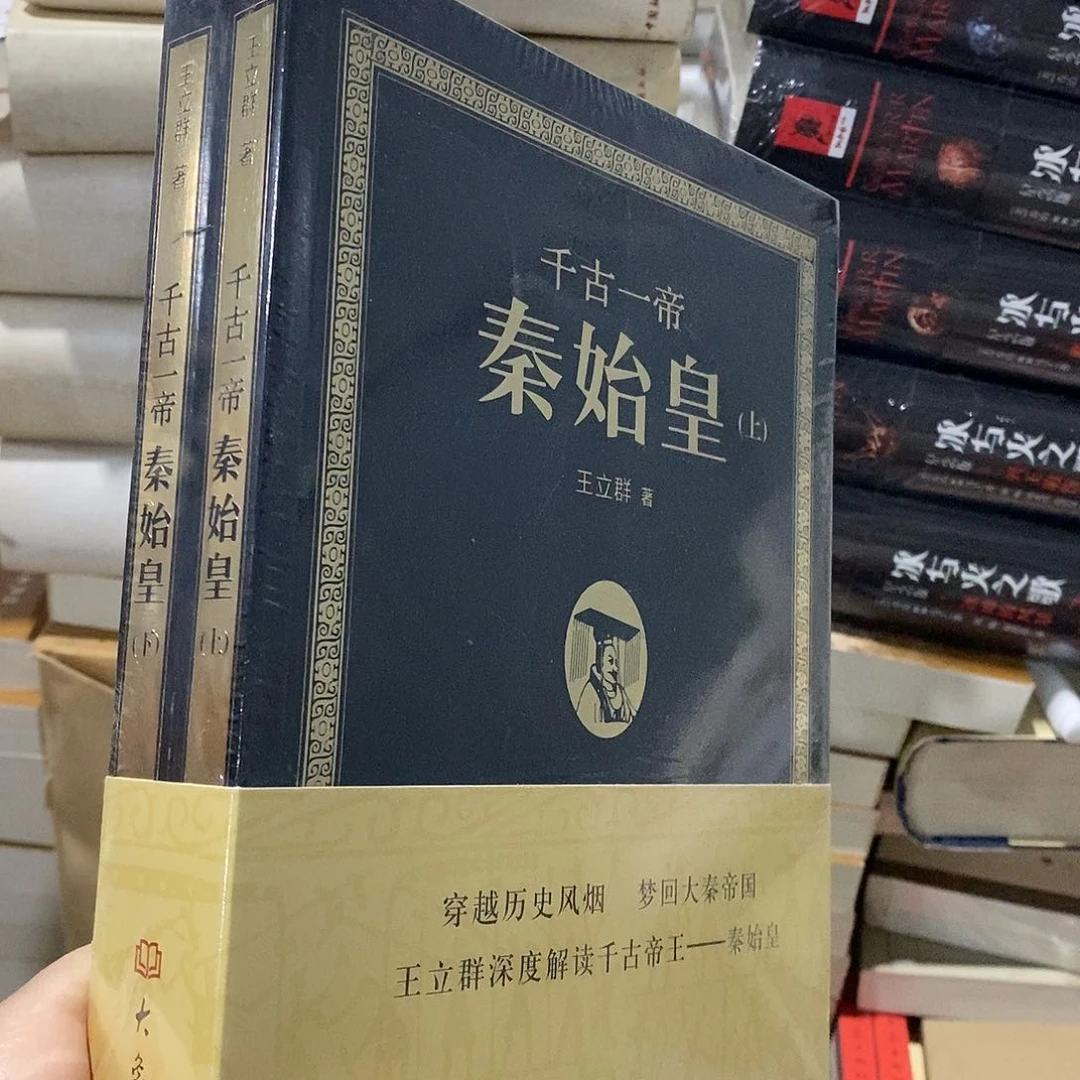 千古一帝
秦始皇(上)
王立群 著
穿越历史风烟 梦回大秦帝国
王立群深度解读千古帝王——秦始皇
王立群 著
千古一帝 秦始皇(下)
王立群 著
千古一帝 秦始皇(上)
大
MARTIN
冰与火之歌
冰与火之歌